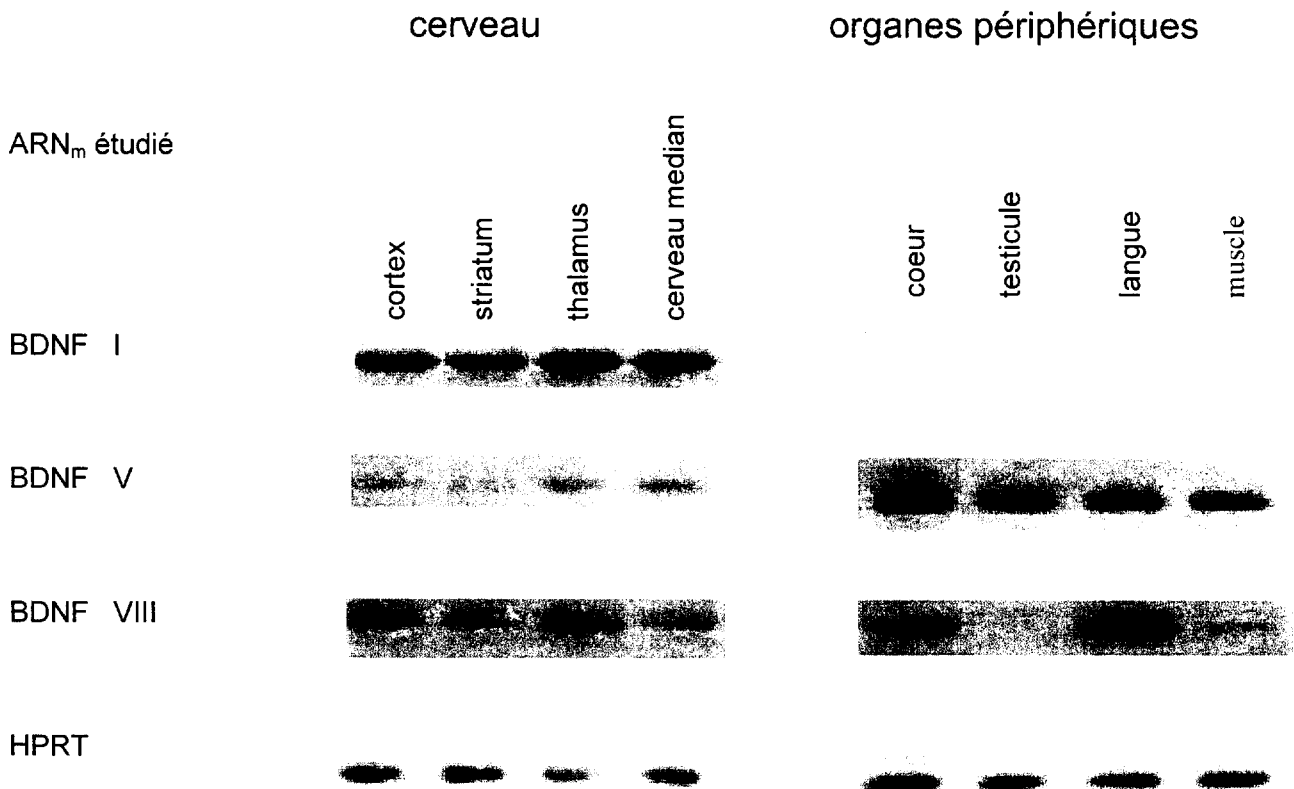 cerveau
organes périphériques
ARNm étudié
cortex
striatum
thalamus
cerveau median
coeur
testicule
langue
muscle
BDNF I
BDNF V
BDNF VIII
HPRT